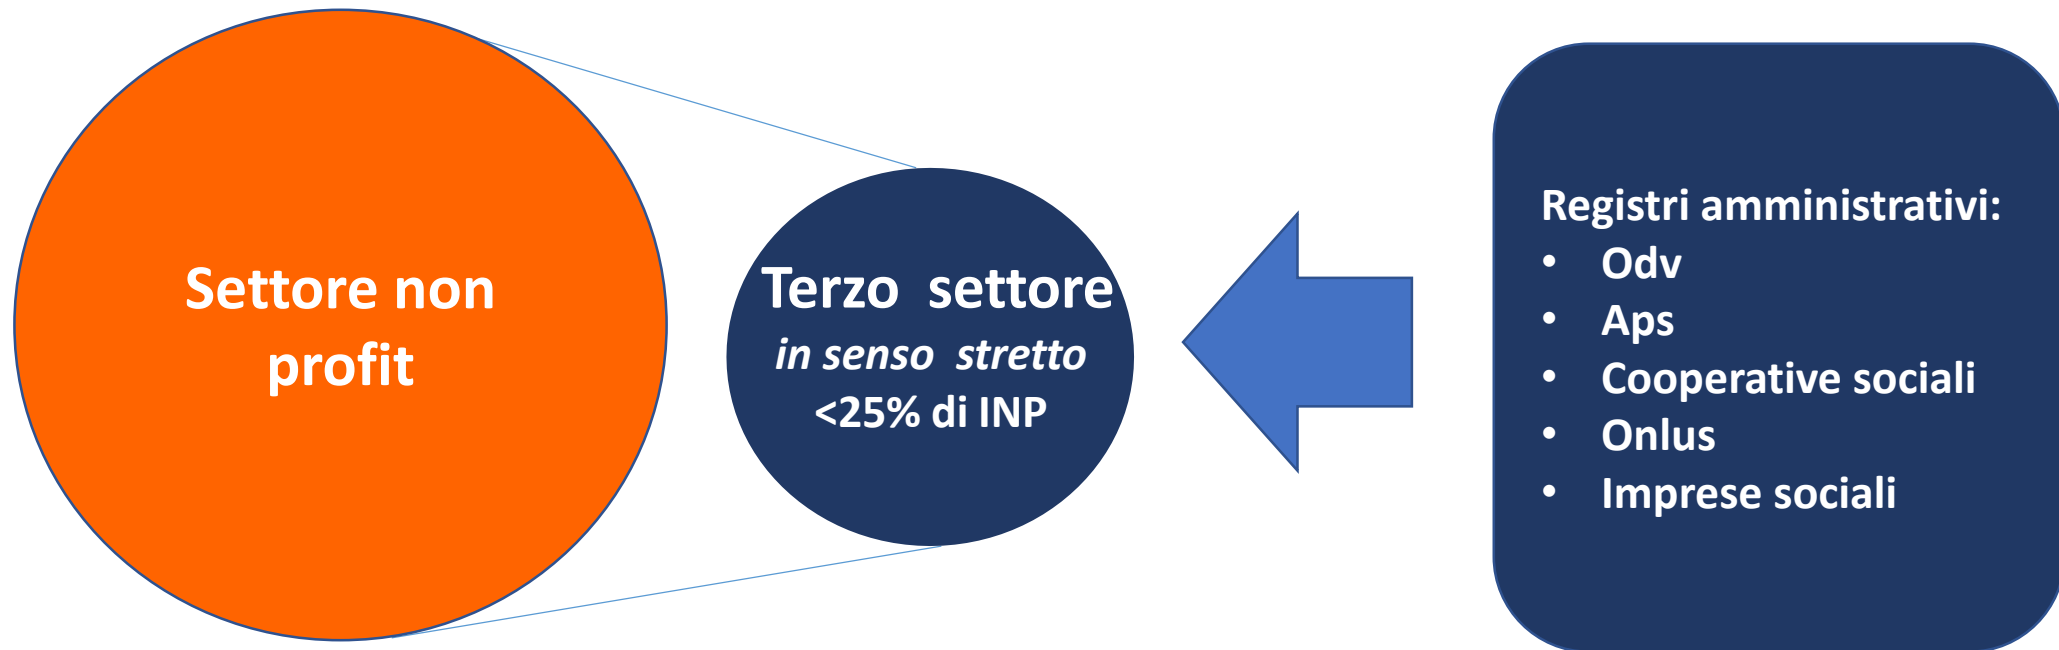 Settore non
profit
Terzo settore
in senso stretto
<25% di INP
Registri amministrativi:
• Odv
• Aps
• Cooperative sociali
• Onlus
• Imprese sociali